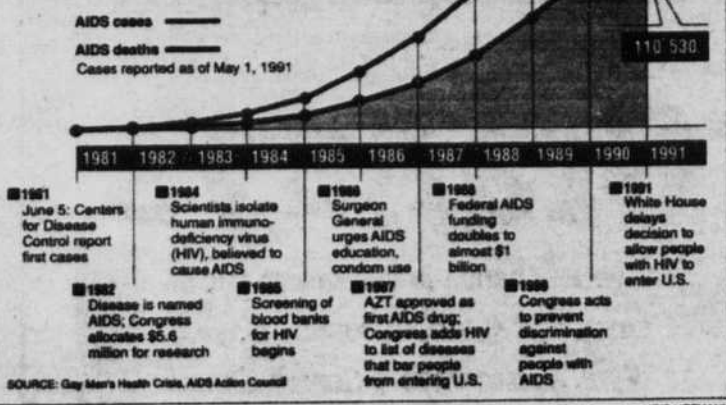 AIDS cases
AIDS deaths
Cases reported as of May 1, 1991
110 530
1981 1982 1983 1984 1985 1986 1987 1988 1989 1990 1991
1981
June 5: Centers
for Disease
Control report
first cases
1982
Disease is named
AIDS; Congress
allocates $5.6
million for research
1984
Scientists isolate
human immuno-
deficiency virus
(HIV), believed to
cause AIDS
1985
Screening of
blood banks
for HIV
begins
1986
Surgeon
General
urges AIDS
education,
condom use
1987
AZT approved as
first AIDS drug;
Congress adds HIV
to list of diseases
that bar people
from entering U.S.
1988
Federal AIDS
funding
doubles to
almost $1
billion
Congress acts
to prevent
discrimination
against
people with
AIDS
1991
White House
delays
decision to
allow people
with HIV to
enter U.S.
SOURCE: Gay Men's Health Crisis, AIDS Action Council